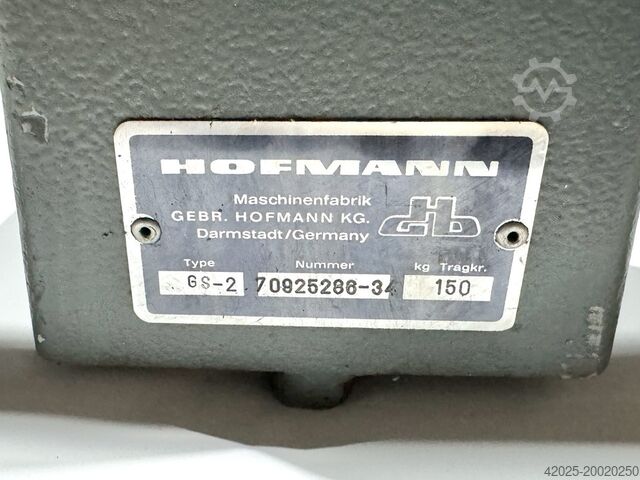 HOFMANN
Maschinenfabrik
GEBR. HOFMANN KG.
Darmstadt/Germany
Type Nummer kg Tragkr.
GS-2 70925286-34 150
42025-20020250